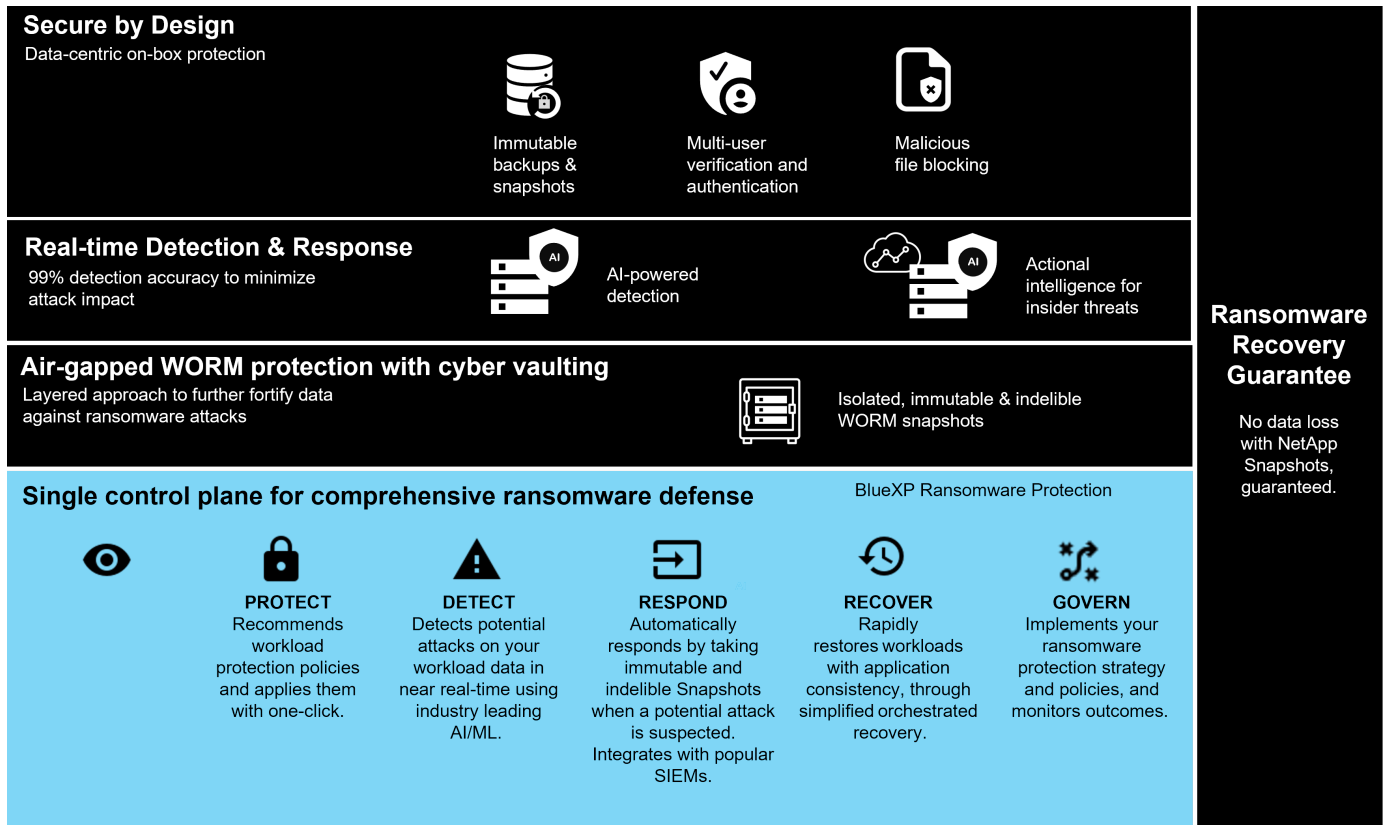 Secure by Design
Data-centric on-box protection
Immutable
backups &
snapshots
Multi-user
verification and
authentication
Malicious
file blocking
Real-time Detection & Response
99% detection accuracy to minimize
attack impact
AI
AI-powered
detection
AI
Actional
intelligence for
insider threats
Air-gapped WORM protection with cyber vaulting
Layered approach to further fortify data
against ransomware attacks
Isolated, immutable & indelible
WORM snapshots
Single control plane for comprehensive ransomware defense
BlueXP Ransomware Protection
PROTECT
Recommends
workload
protection policies
and applies them
with one-click.
DETECT
Detects potential
attacks on your
workload data in
near real-time using
industry leading
AI/ML.
RESPOND
Automatically
responds by taking
immutable and
indelible Snapshots
when a potential attack
is suspected.
Integrates with popular
SIEMs.
RECOVER
Rapidly
restores workloads
with application
consistency, through
simplified orchestrated
recovery.
GOVERN
Implements your
ransomware
protection strategy
and policies, and
monitors outcomes.
Ransomware
Recovery
Guarantee
No data loss
with NetApp
Snapshots,
guaranteed.